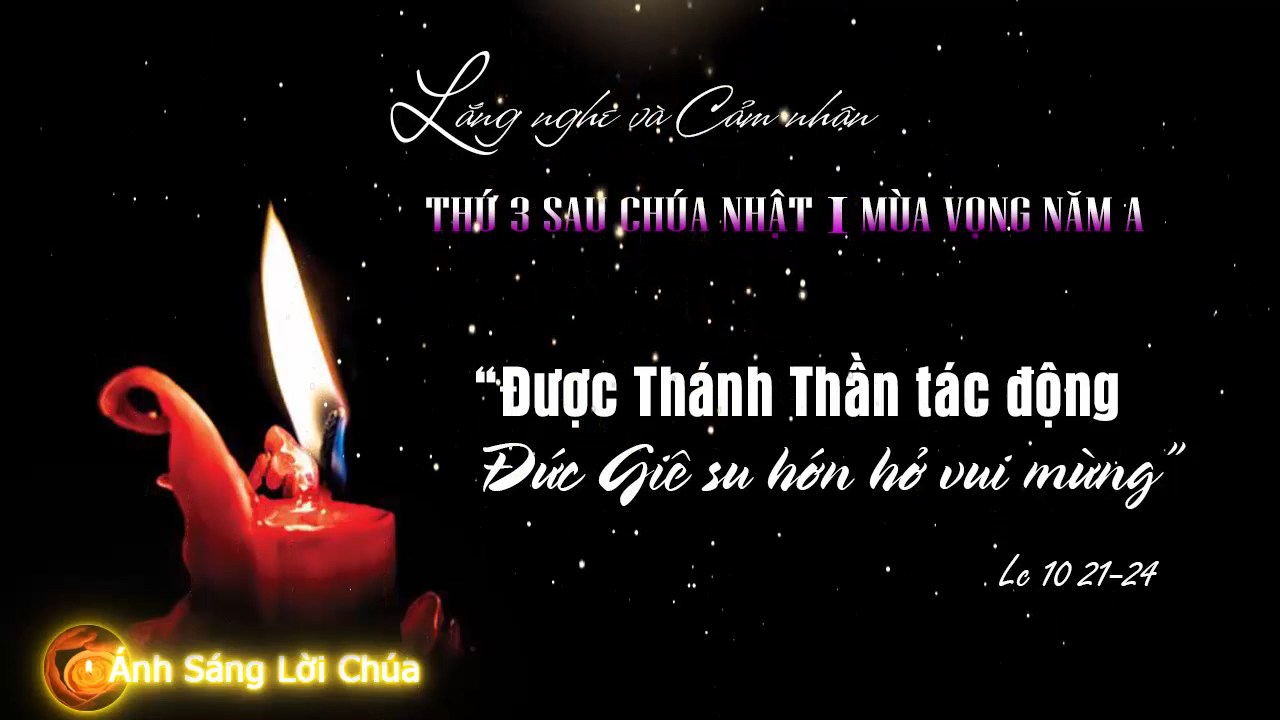 Lắng nghe và Cảm nhận
THỨ 3 SAU CHÚA NHẬT I MÙA VỌNG NĂM A
“Được Thánh Thần tác động
Đức Giê su hớn hở vui mừng”
Lc 10 21-24
Ánh Sáng Lời Chúa